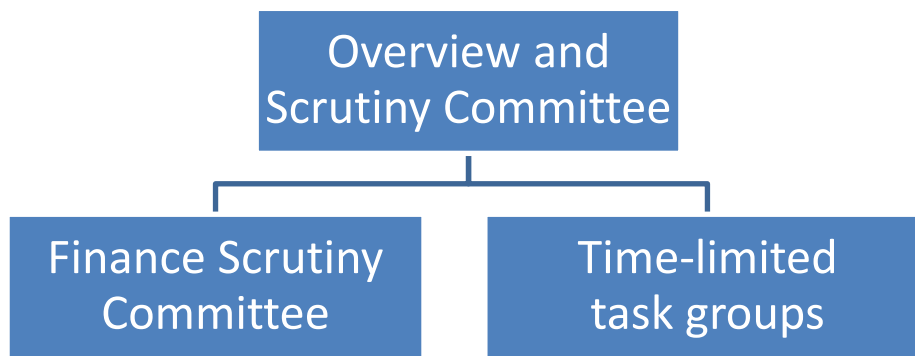 Overview and
Scrutiny Committee
Finance Scrutiny
Committee
Time-limited
task groups